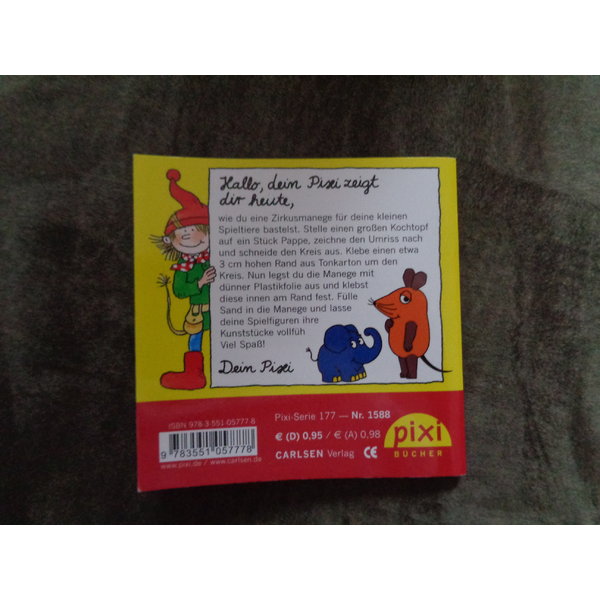 Hallo, dein Pixi zeigt
dir heute,
wie du eine Zirkusmanege für deine kleinen
Spieltiere bastelst. Stelle einen großen Kochtopf
auf ein Stück Pappe, zeichne den Umriss nach
und schneide den Kreis aus. Klebe einen etwa
3 cm hohen Rand aus Tonkarton um den
Kreis. Nun legst du die Manege mit
dünner Plastikfolie aus und klebst
diese innen am Rand fest. Fülle
Sand in die Manege und lasse
deine Spielfiguren ihre
Kunststücke vollfüh
Viel Spaß!
Dein Pixi
ISBN 978-3-551-05777-8
9 783551 057778
www.pixi.de / www.carlsen.de
Pixi-Serie 177 — Nr. 1588
€ (D) 0,95 / € (A) 0,98
CARLSEN Verlag CE
pixi
BÜCHER